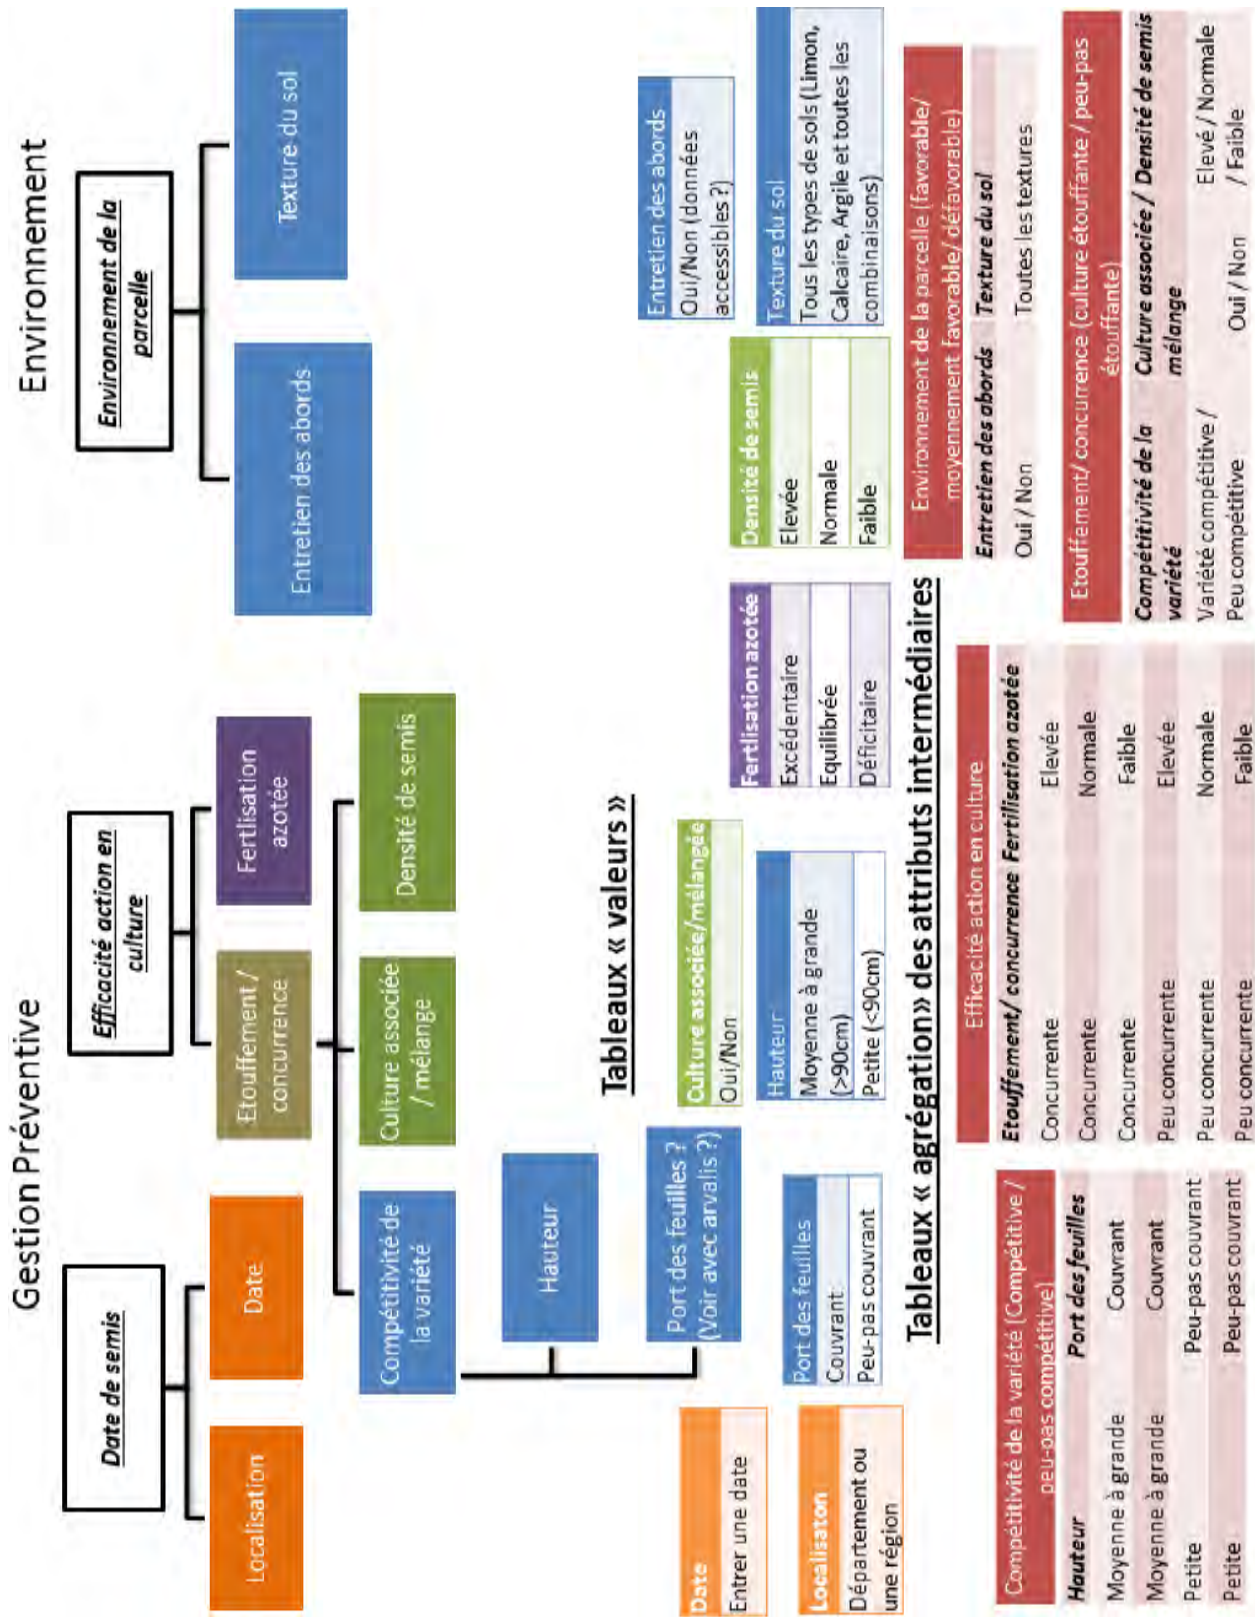 Gestion Préventive
Environnement
Date de semis
Efficacité action en
culture
Environnement de la
parcelle
Localisation
Date
Etouffement/
concurrence
Fertlisation
azotée
Entretien des abords
Texture du sol
Compétitivité de
la variété
Culture associée
/mélange
Densité de semis
Hauteur
Port des feuilles ?
(Voir avec arvalis ?)
Tableaux « valeurs »
Date
Entrer une date
Localisaton
Département ou
une région
Port des feuilles
Couvrant
Peu-pas couvrant
Culture associée/mélangée
Oui/Non
Hauteur
Moyenne à grande
(>90cm)
Petite (<90cm)
Fertlisation azotée
Excédentaire
Equilibrée
Déficitaire
Densité de semis
Elevée
Normale
Faible
Entretien des abords
Oui/Non (données
accessibles ?)
Texture du sol
Tous les types de sols (Limon,
Calcaire, Argile et toutes les
combinaisons)
Tableaux « agrégation» des attributs intermédiaires
Compétitivité de la variété (Compétitive /
peu-pas compétitive)
Hauteur Port des feuilles
Moyenne à grande Couvrant
Moyenne à grande Couvrant
Petite Peu-pas couvrant
Petite Peu-pas couvrant
Efficacité action en culture
Etouffement/ concurrence Fertilisation azotée
Concurrente Elevée
Concurrente Normale
Concurrente Faible
Peu concurrente Elevée
Peu concurrente Normale
Peu concurrente Faible
Environnement de la parcelle (favorable/
moyennement favorable/ défavorable)
Entretien des abords Texture du sol
Oui / Non Toutes les textures
Etouffement/ concurrence (culture étouffante / peu-pas
étouffante)
Compétitivité de la Culture associée / Densité de semis
variété mélange
Variété compétitive / Elevé / Normale
Peu compétitive Oui / Non / Faible